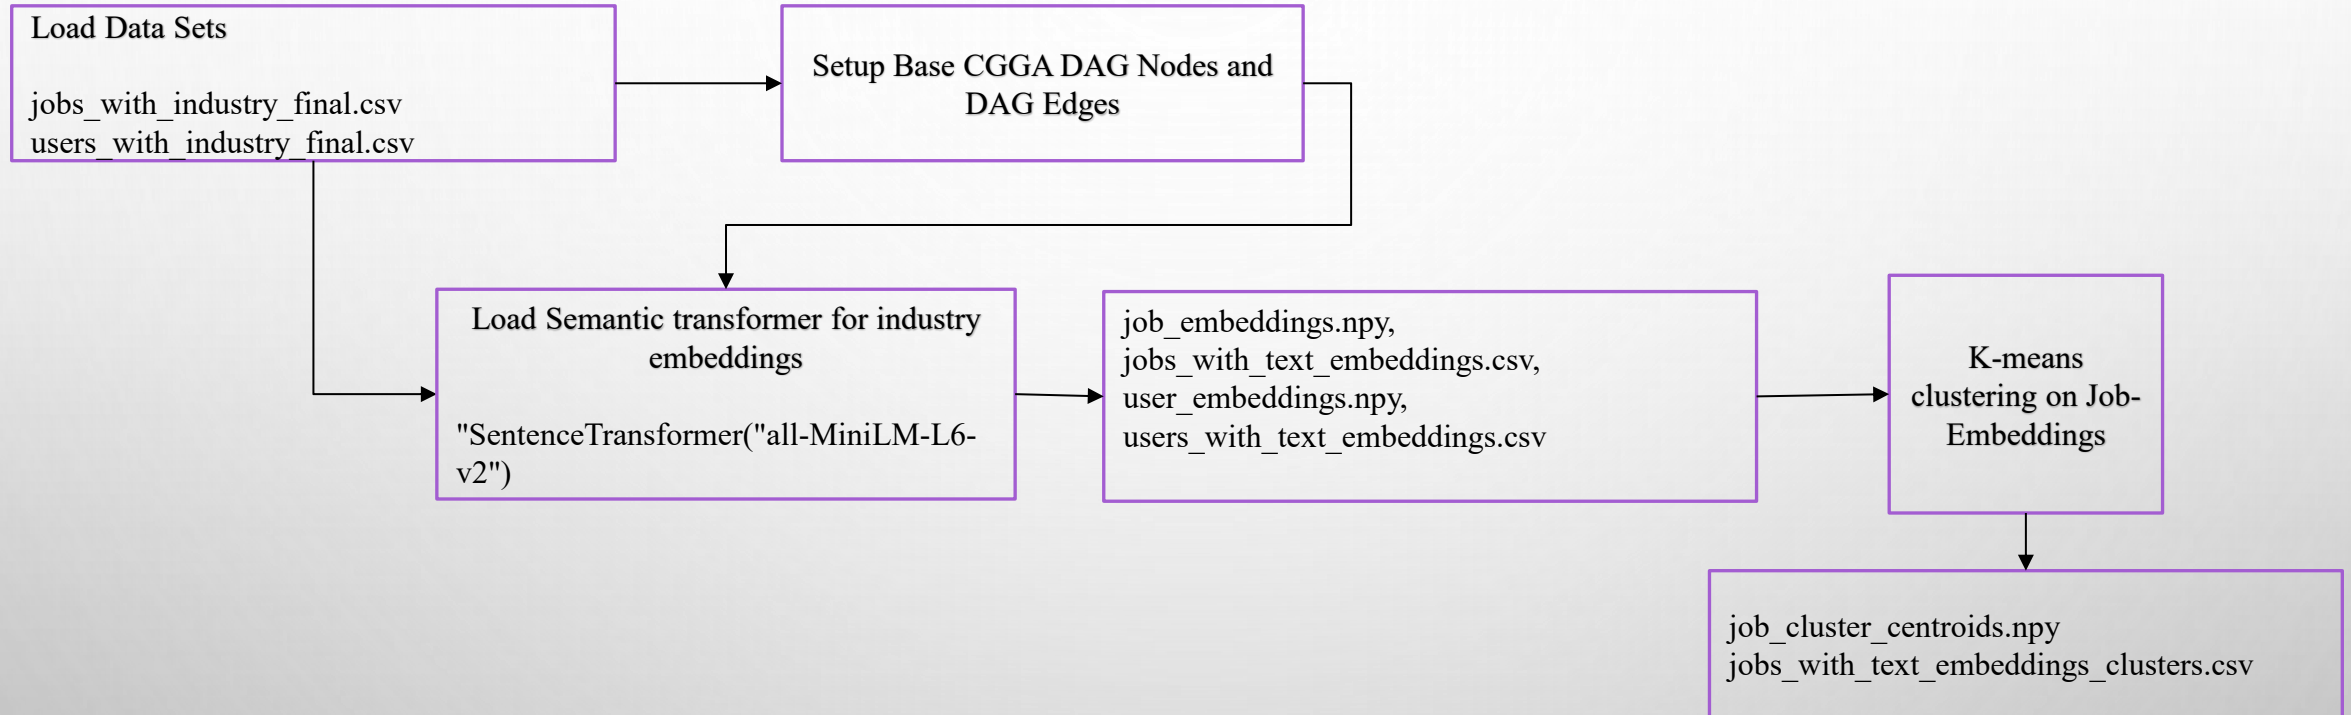 Load Data Sets
jobs_with_industry_final.csv
users_with_industry_final.csv
Setup Base CGGA DAG Nodes and
DAG Edges
Load Semantic transformer for industry
embeddings
"SentenceTransformer("all-MiniLM-L6-
v2")
job_embeddings.npy,
jobs_with_text_embeddings.csv,
user_embeddings.npy,
users_with_text_embeddings.csv
K-means
clustering on Job-
Embeddings
job_cluster_centroids.npy
jobs_with_text_embeddings_clusters.csv